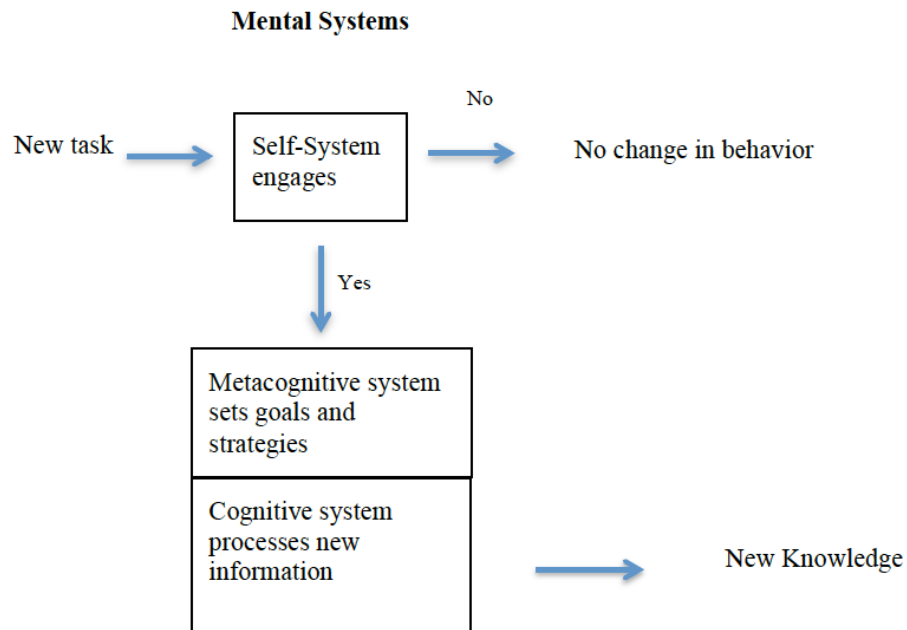 Mental Systems
No
New task
Self-System
engages
No change in behavior
Yes
Metacognitive system
sets goals and
strategies
Cognitive system
processes new
information
New Knowledge